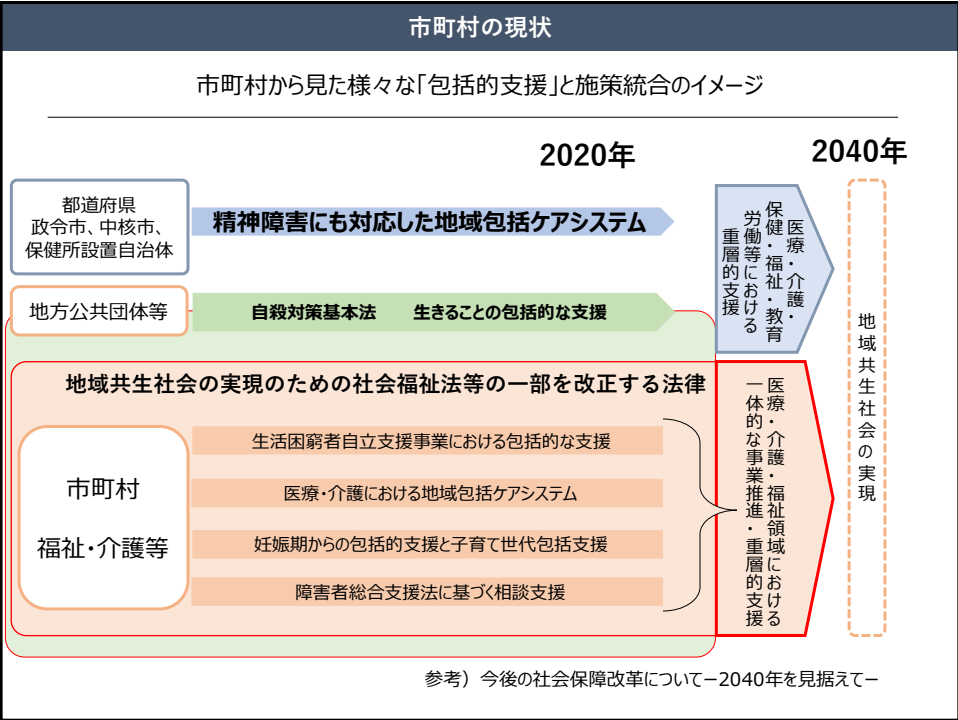 市町村の現状
市町村から見た様々な「包括的支援」と施策統合のイメージ
2020年
2040年
都道府県
政令市、中核市、
保健所設置自治体
精神障害にも対応した地域包括ケアシステム
医療・介護・
保健・福祉・教育
労働等における
重層的支援
地方公共団体等
自殺対策基本法　　生きることの包括的な支援
地域共生社会の実現のための社会福祉法等の一部を改正する法律
市町村
福祉・介護等
生活困窮者自立支援事業における包括的な支援
医療・介護における地域包括ケアシステム
妊娠期からの包括的支援と子育て世代包括支援
障害者総合支援法に基づく相談支援
医療・介護・福祉領域における
一体的な事業推進・重層的支援
地域共生社会の実現
参考）今後の社会保障改革についてー2040年を見据えてー